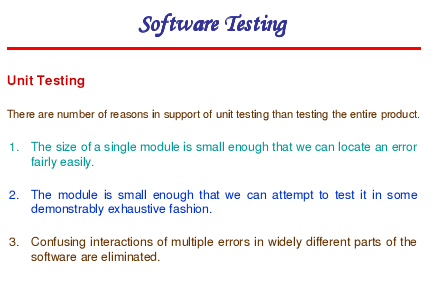 Software Testing
Unit Testing
There are number of reasons in support of unit testing than testing the entire product.
1. The size of a single module is small enough that we can locate an error
fairly easily.
2. The module is small enough that we can attempt to test it in some
demonstrably exhaustive fashion.
3. Confusing interactions of multiple errors in widely different parts of the
software are eliminated.